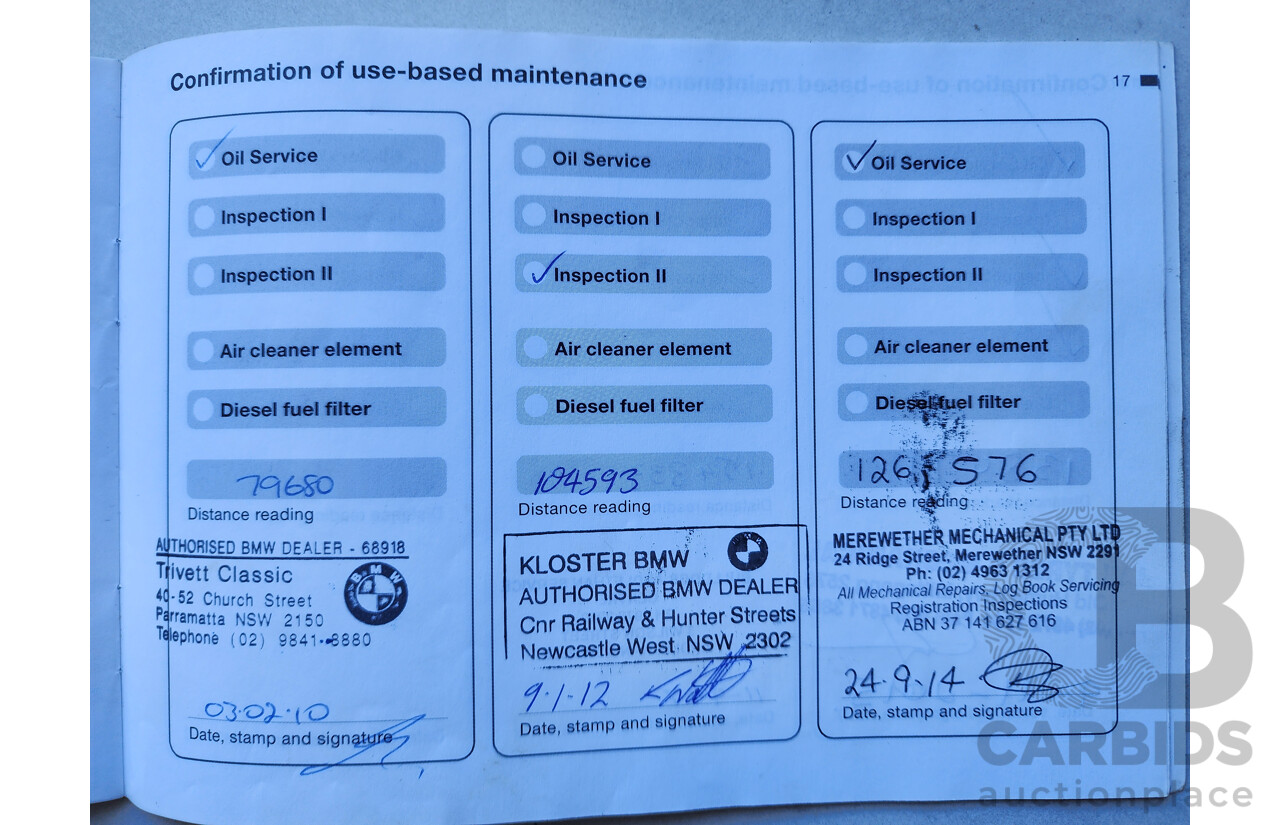 Confirmation of use-based maintenance
17
Oil Service
Inspection I
Inspection II
Air cleaner element
Diesel fuel filter
79680
Distance reading
AUTHORISED BMW DEALER - 68918
Trivett Classic
40-52 Church Street
Parramatta NSW 2150
Telephone (02) 9841-8880
BMW
03·02·10
Date, stamp and signature
Oil Service
Inspection I
Inspection II
Air cleaner element
Diesel fuel filter
104593
Distance reading
KLOSTER BMW
AUTHORISED BMW DEALER
Cnr Railway & Hunter Streets
Newcastle West NSW 2302
9·1·12
Date, stamp and signature
Oil Service
Inspection I
Inspection II
Air cleaner element
Diesel fuel filter
126,576
Distance reading
MEREWETHER MECHANICAL PTY LTD
24 Ridge Street, Merewether NSW 2291
Ph: (02) 4963 1312
All Mechanical Repairs, Log Book Servicing
Registration Inspections
ABN 37 141 627 616
24·9·14
Date, stamp and signature
CARBIDS
auctionplace